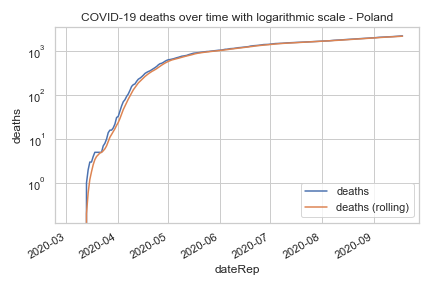 COVID-19 deaths over time with logarithmic scale - Poland
deaths
10³
10²
10¹
10⁰
deaths
deaths (rolling)
2020-03
2020-04
2020-05
2020-06
2020-07
2020-08
2020-09
dateRep